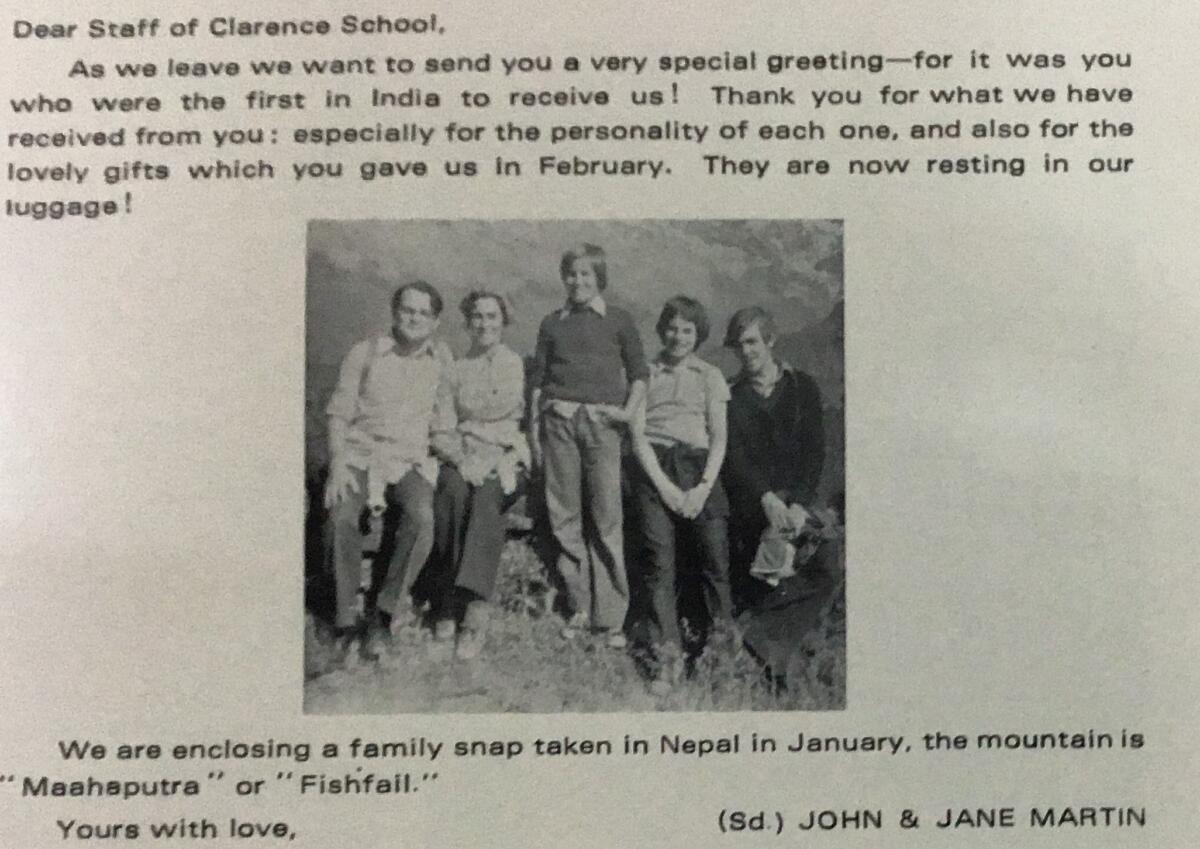 Dear Staff of Clarence School,
As we leave we want to send you a very special greeting—for it was you
who were the first in India to receive us! Thank you for what we have
received from you: especially for the personality of each one, and also for the
lovely gifts which you gave us in February. They are now resting in our
luggage!
We are enclosing a family snap taken in Nepal in January, the mountain is
"Maahaputra" or "Fishfail."
Yours with love,
(Sd.) JOHN & JANE MARTIN